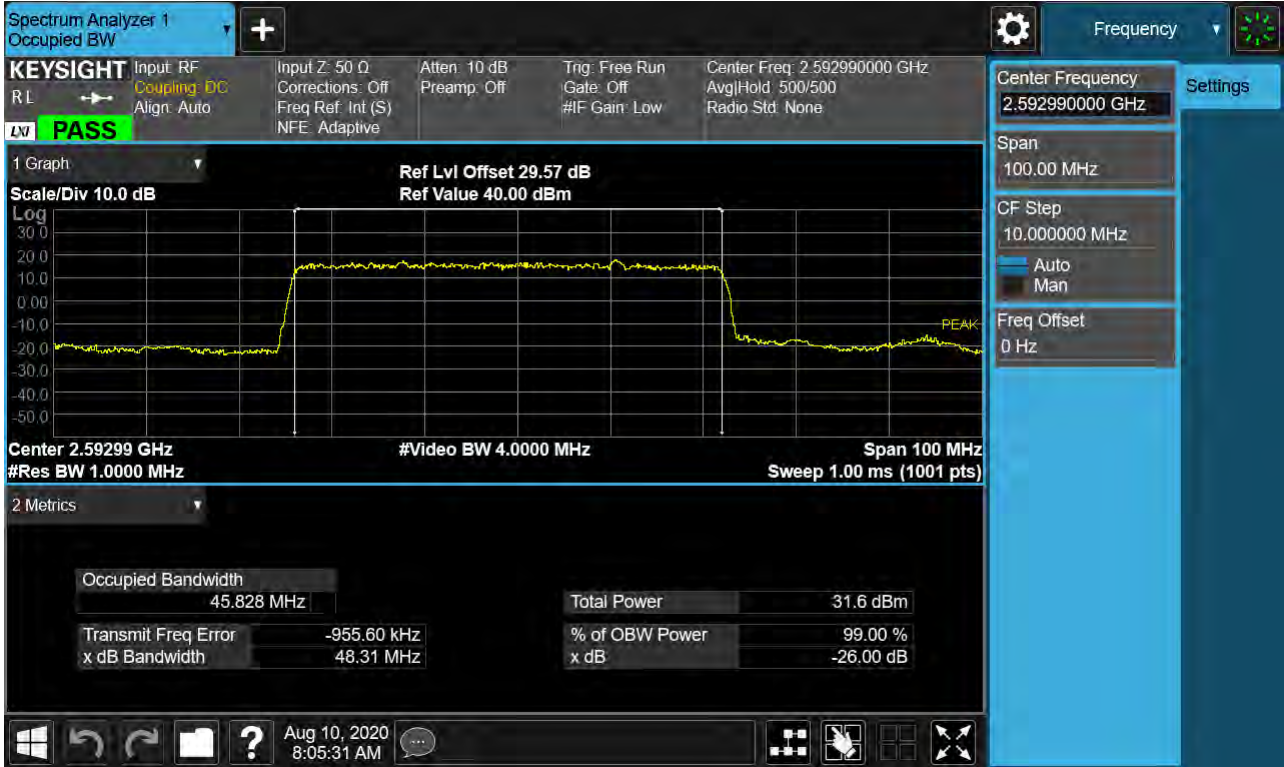 Spectrum Analyzer 1
Occupied BW
Frequency
KEYSIGHT
R L
LXI
PASS
Input: RF
Coupling: DC
Align: Auto
Input Z: 50 Ω
Corrections: Off
Freq Ref: Int (S)
NFE: Adaptive
Atten: 10 dB
Preamp: Off
Trig: Free Run
Gate: Off
#IF Gain: Low
Center Freq: 2.592990000 GHz
Avg|Hold: 500/500
Radio Std: None
1 Graph
Scale/Div 10.0 dB
Ref Lvl Offset 29.57 dB
Ref Value 40.00 dBm
Log
30.0
20.0
10.0
0.00
-10.0
-20.0
-30.0
-40.0
-50.0
PEAK
Center 2.59299 GHz
#Res BW 1.0000 MHz
#Video BW 4.0000 MHz
Span 100 MHz
Sweep 1.00 ms (1001 pts)
2 Metrics
Occupied Bandwidth
45.828 MHz
Transmit Freq Error -955.60 kHz
x dB Bandwidth 48.31 MHz
Total Power 31.6 dBm
% of OBW Power 99.00 %
x dB -26.00 dB
Center Frequency
2.592990000 GHz
Span
100.00 MHz
CF Step
10.000000 MHz
Auto
Man
Freq Offset
0 Hz
Settings
Aug 10, 2020
8:05:31 AM